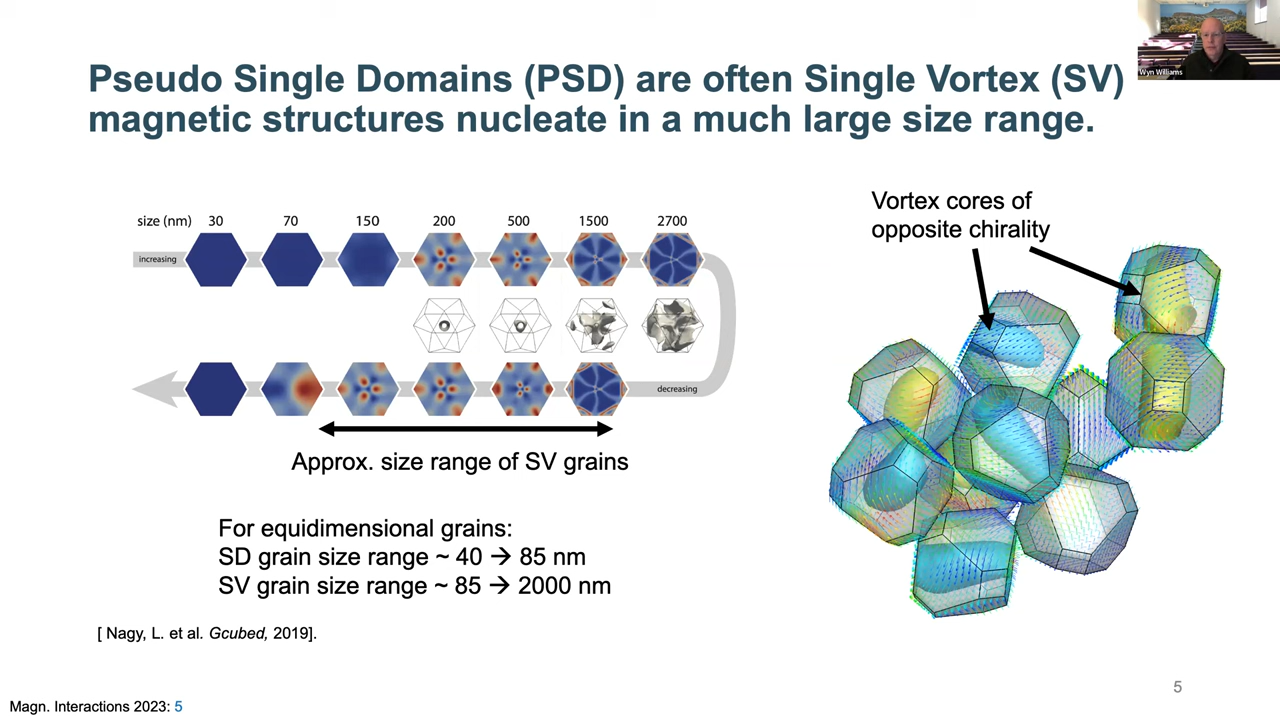 Pseudo Single Domains (PSD) are often Single Vortex (SV)
magnetic structures nucleate in a much large size range.
Wyn Williams
size (nm) 30 70 150 200 500 1500 2700
increasing
decreasing
Approx. size range of SV grains
Vortex cores of
opposite chirality
For equidimensional grains:
SD grain size range ~ 40 → 85 nm
SV grain size range ~ 85 → 2000 nm
[ Nagy, L. et al. Gcubed, 2019].
5
Magn. Interactions 2023: 5